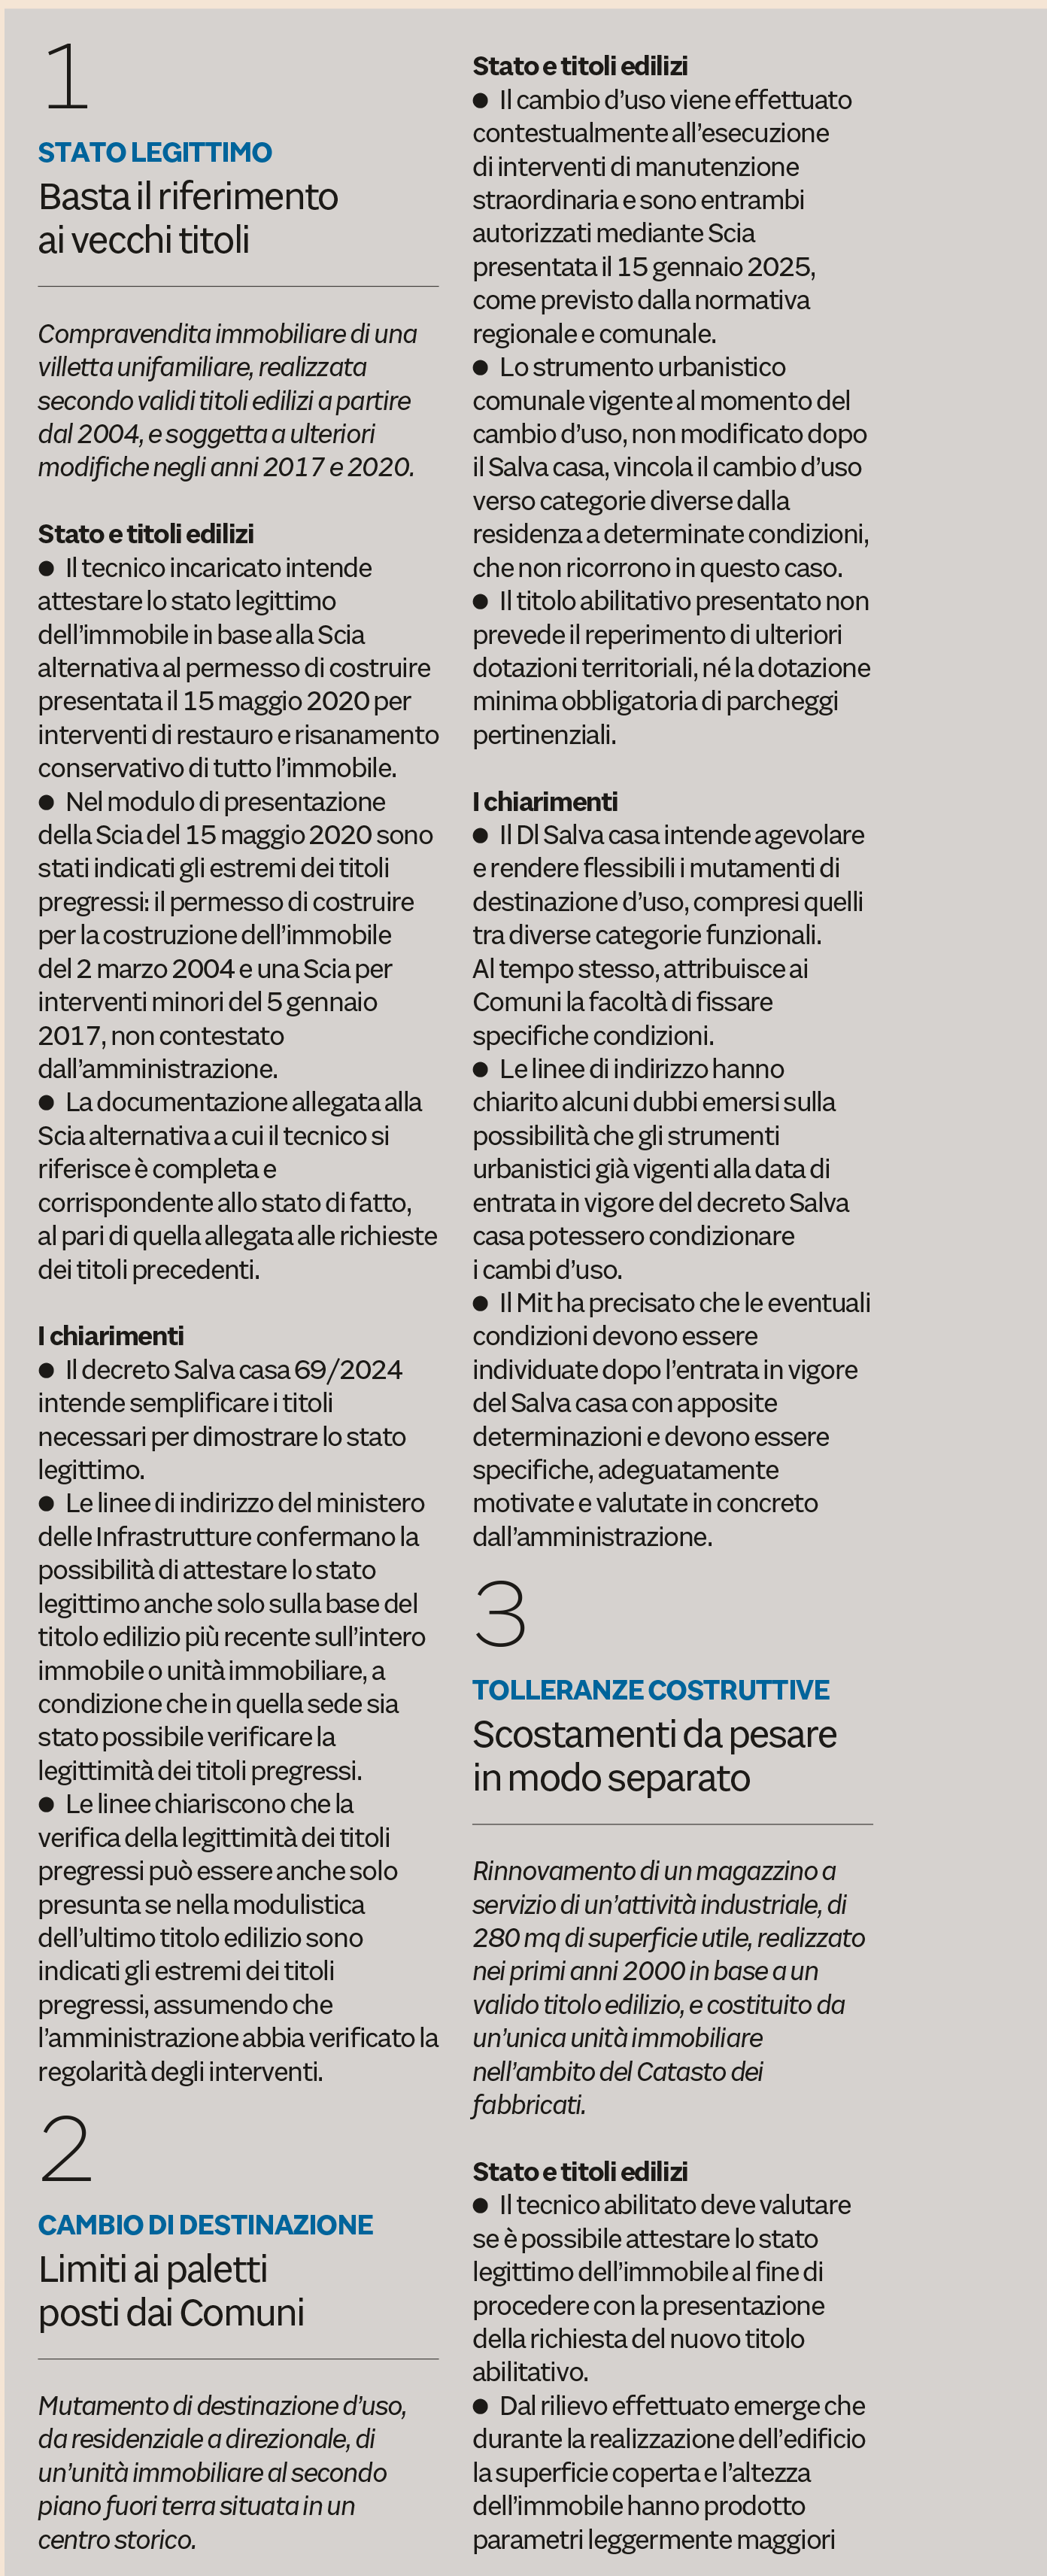 1
STATO LEGITTIMO
Basta il riferimento
ai vecchi titoli
Compravendita immobiliare di una
villetta unifamiliare, realizzata
secondo validi titoli edilizi a partire
dal 2004, e soggetta a ulteriori
modifiche negli anni 2017 e 2020.
Stato e titoli edilizi
● Il tecnico incaricato intende
attestare lo stato legittimo
dell’immobile in base alla Scia
alternativa al permesso di costruire
presentata il 15 maggio 2020 per
interventi di restauro e risanamento
conservativo di tutto l’immobile.
● Nel modulo di presentazione
della Scia del 15 maggio 2020 sono
stati indicati gli estremi dei titoli
pregressi: il permesso di costruire
per la costruzione dell’immobile
del 2 marzo 2004 e una Scia per
interventi minori del 5 gennaio
2017, non contestato
dall’amministrazione.
● La documentazione allegata alla
Scia alternativa a cui il tecnico si
riferisce è completa e
corrispondente allo stato di fatto,
al pari di quella allegata alle richieste
dei titoli precedenti.
I chiarimenti
● Il decreto Salva casa 69/2024
intende semplificare i titoli
necessari per dimostrare lo stato
legittimo.
● Le linee di indirizzo del ministero
delle Infrastrutture confermano la
possibilità di attestare lo stato
legittimo anche solo sulla base del
titolo edilizio più recente sull’intero
immobile o unità immobiliare, a
condizione che in quella sede sia
stato possibile verificare la
legittimità dei titoli pregressi.
● Le linee chiariscono che la
verifica della legittimità dei titoli
pregressi può essere anche solo
presunta se nella modulistica
dell’ultimo titolo edilizio sono
indicati gli estremi dei titoli
pregressi, assumendo che
l’amministrazione abbia verificato la
regolarità degli interventi.
2
CAMBIO DI DESTINAZIONE
Limiti ai paletti
posti dai Comuni
Mutamento di destinazione d’uso,
da residenziale a direzionale, di
un’unità immobiliare al secondo
piano fuori terra situata in un
centro storico.
Stato e titoli edilizi
● Il cambio d’uso viene effettuato
contestualmente all’esecuzione
di interventi di manutenzione
straordinaria e sono entrambi
autorizzati mediante Scia
presentata il 15 gennaio 2025,
come previsto dalla normativa
regionale e comunale.
● Lo strumento urbanistico
comunale vigente al momento del
cambio d’uso, non modificato dopo
il Salva casa, vincola il cambio d’uso
verso categorie diverse dalla
residenza a determinate condizioni,
che non ricorrono in questo caso.
● Il titolo abilitativo presentato non
prevede il reperimento di ulteriori
dotazioni territoriali, né la dotazione
minima obbligatoria di parcheggi
pertinenziali.
I chiarimenti
● Il Dl Salva casa intende agevolare
e rendere flessibili i mutamenti di
destinazione d’uso, compresi quelli
tra diverse categorie funzionali.
Al tempo stesso, attribuisce ai
Comuni la facoltà di fissare
specifiche condizioni.
● Le linee di indirizzo hanno
chiarito alcuni dubbi emersi sulla
possibilità che gli strumenti
urbanistici già vigenti alla data di
entrata in vigore del decreto Salva
casa potessero condizionare
i cambi d’uso.
● Il Mit ha precisato che le eventuali
condizioni devono essere
individuate dopo l’entrata in vigore
del Salva casa con apposite
determinazioni e devono essere
specifiche, adeguatamente
motivate e valutate in concreto
dall’amministrazione.
3
TOLLERANZE COSTRUTTIVE
Scostamenti da pesare
in modo separato
Rinnovamento di un magazzino a
servizio di un’attività industriale, di
280 mq di superficie utile, realizzato
nei primi anni 2000 in base a un
valido titolo edilizio, e costituito da
un’unica unità immobiliare
nell’ambito del Catasto dei
fabbricati.
Stato e titoli edilizi
● Il tecnico abilitato deve valutare
se è possibile attestare lo stato
legittimo dell’immobile al fine di
procedere con la presentazione
della richiesta del nuovo titolo
abilitativo.
● Dal rilievo effettuato emerge che
durante la realizzazione dell’edificio
la superficie coperta e l’altezza
dell’immobile hanno prodotto
parametri leggermente maggiori